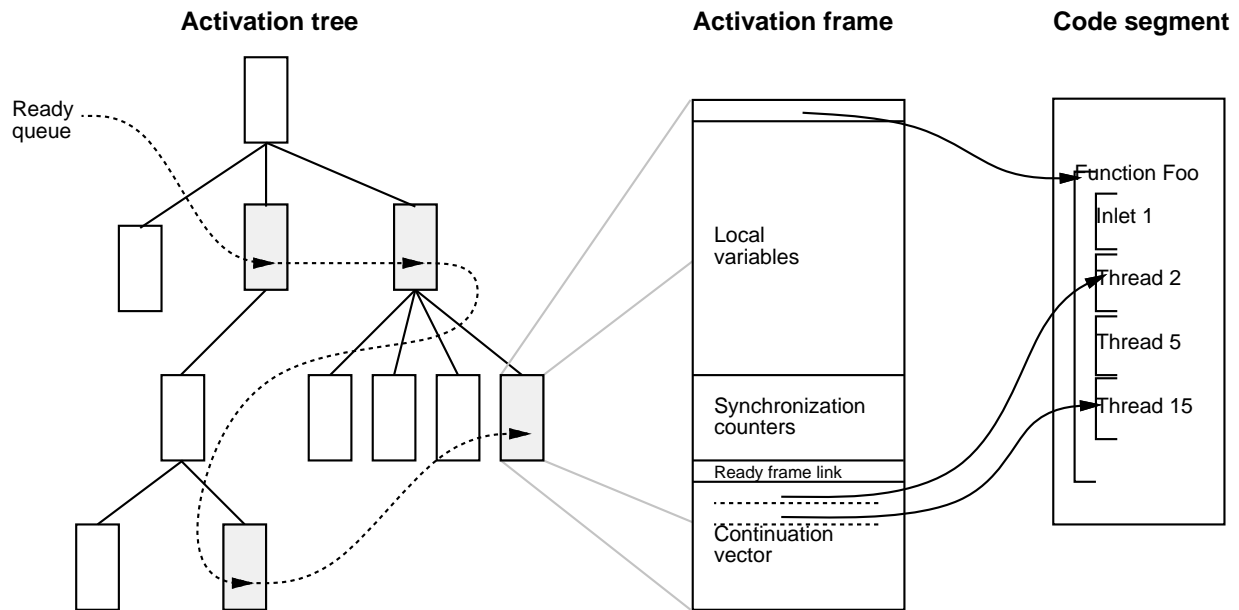 Activation tree
Activation frame
Code segment
Ready
queue
Function Foo
Inlet 1
Local
variables
Thread 2
Thread 5
Synchronization
counters
Thread 15
Ready frame link
Continuation
vector